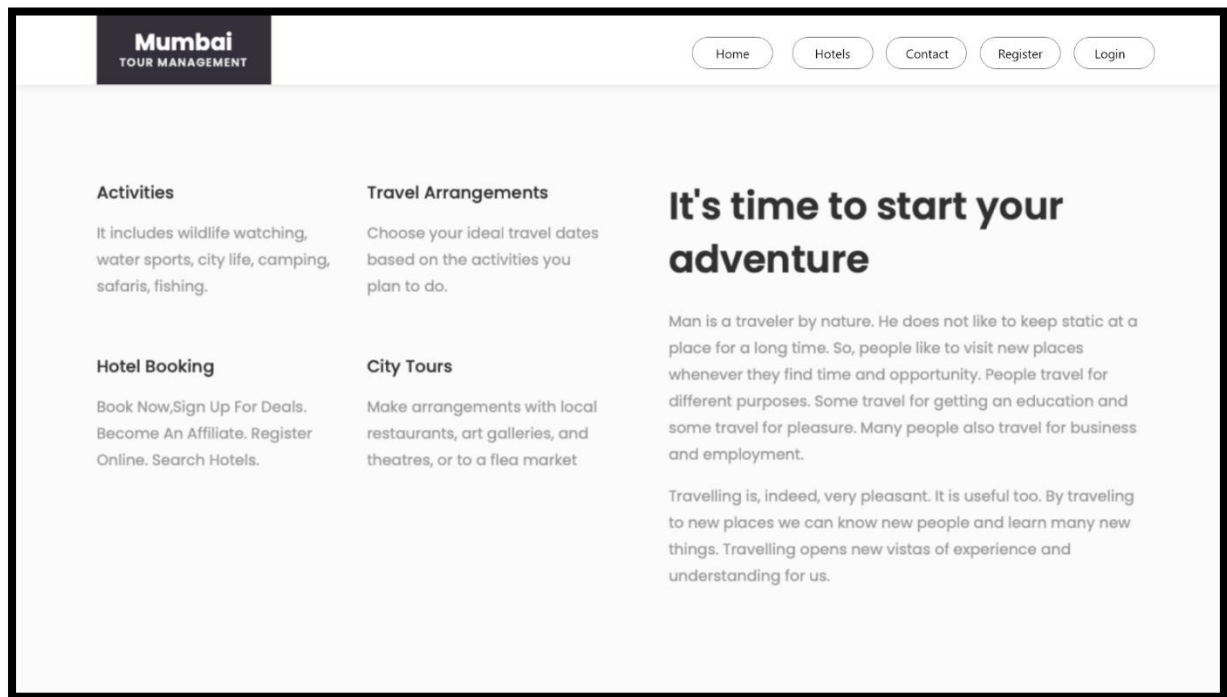 Mumbai
TOUR MANAGEMENT
Home
Hotels
Contact
Register
Login
Activities
It includes wildlife watching,
water sports, city life, camping,
safaris, fishing.
Travel Arrangements
Choose your ideal travel dates
based on the activities you
plan to do.
Hotel Booking
Book Now,Sign Up For Deals.
Become An Affiliate. Register
Online. Search Hotels.
City Tours
Make arrangements with local
restaurants, art galleries, and
theatres, or to a flea market
It's time to start your
adventure
Man is a traveler by nature. He does not like to keep static at a
place for a long time. So, people like to visit new places
whenever they find time and opportunity. People travel for
different purposes. Some travel for getting an education and
some travel for pleasure. Many people also travel for business
and employment.
Travelling is, indeed, very pleasant. It is useful too. By traveling
to new places we can know new people and learn many new
things. Travelling opens new vistas of experience and
understanding for us.